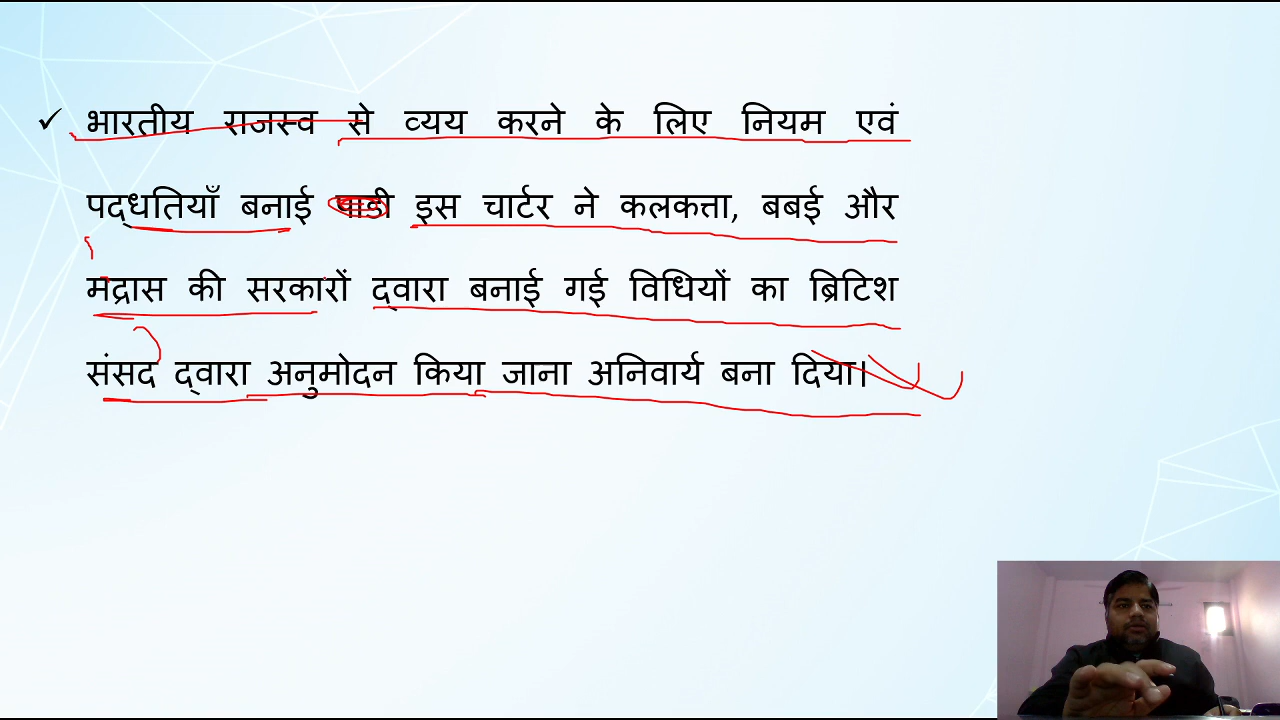 ✓ भारतीय राजस्व से व्यय करने के लिए नियम एवं
पद्धतियाँ बनाई इस चार्टर ने कलकत्ता, बबई और
मद्रास की सरकारों द्वारा बनाई गई विधियों का ब्रिटिश
संसद द्वारा अनुमोदन किया जाना अनिवार्य बना दिया।